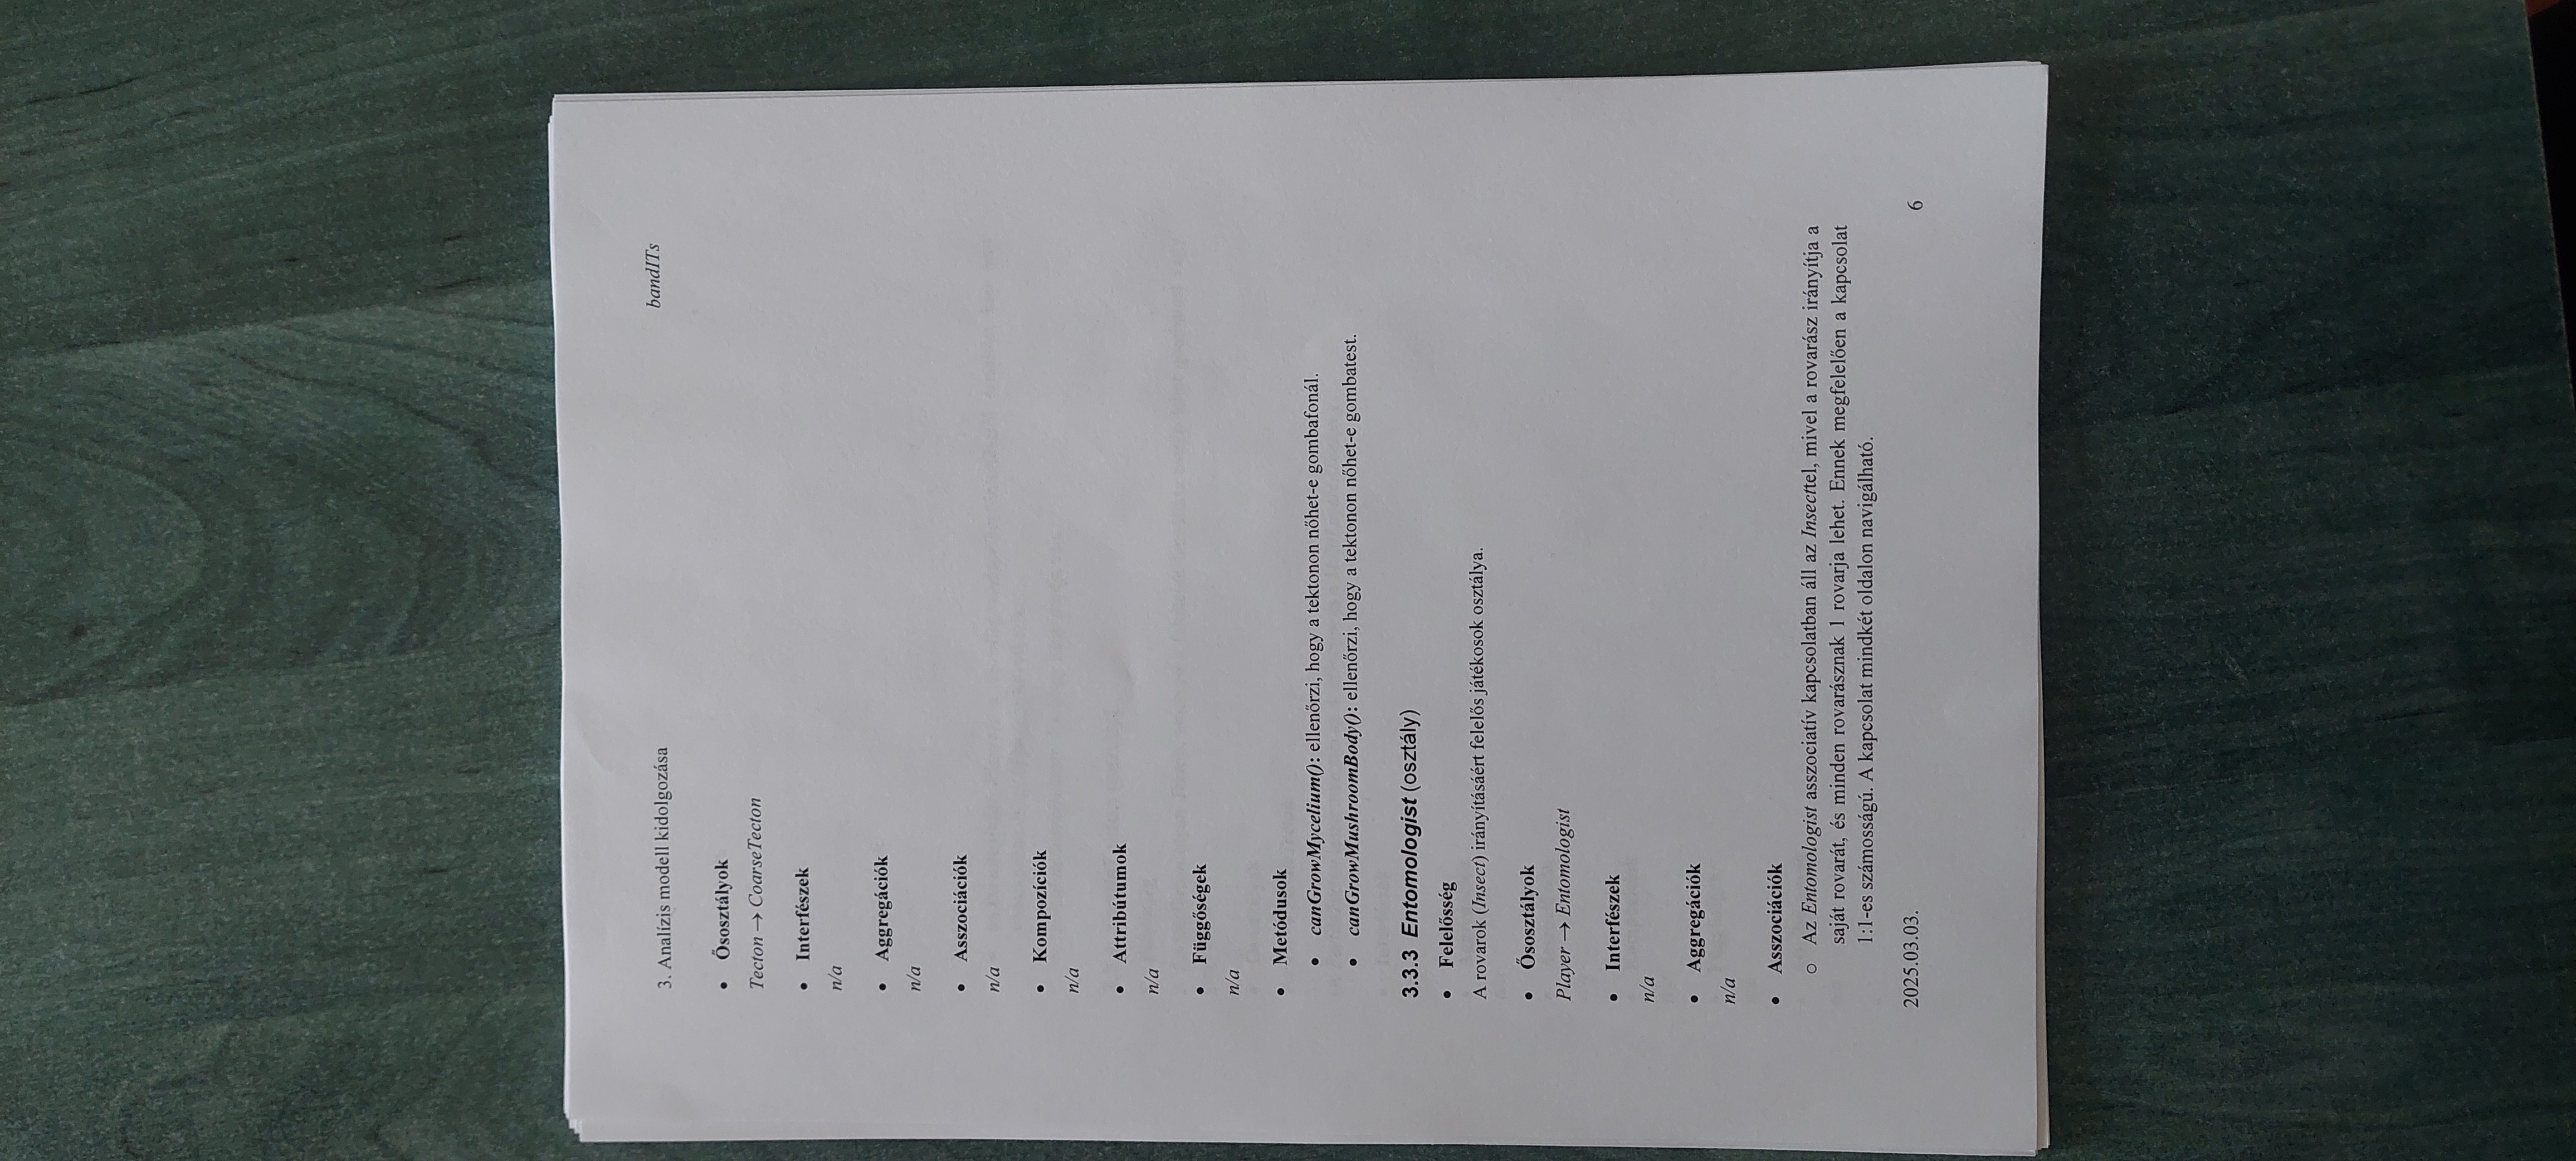 3. Analízis modell kidolgozása bandITs
• Ősosztályok
Tecton → CoarseTecton
• Interfészek
n/a
• Aggregációk
n/a
• Asszociációk
n/a
• Kompozíciók
n/a
• Attribútumok
n/a
• Függőségek
n/a
• Metódusok
• canGrowMycelium(): ellenőrzi, hogy a tektonon nőhet-e gombafonál.
• canGrowMushroomBody(): ellenőrzi, hogy a tektonon nőhet-e gombatest.
3.3.3 Entomologist (osztály)
• Felelősség
A rovarok (Insect) irányításáért felelős játékosok osztálya.
• Ősosztályok
Player → Entomologist
• Interfészek
n/a
• Aggregációk
n/a
• Asszociációk
○ Az Entomologist asszociatív kapcsolatban áll az Insecttel, mivel a rovarász irányítja a
saját rovarát, és minden rovarásznak 1 rovarja lehet. Ennek megfelelően a kapcsolat
1:1-es számosságú. A kapcsolat mindkét oldalon navigálható.
2025.03.03. 6